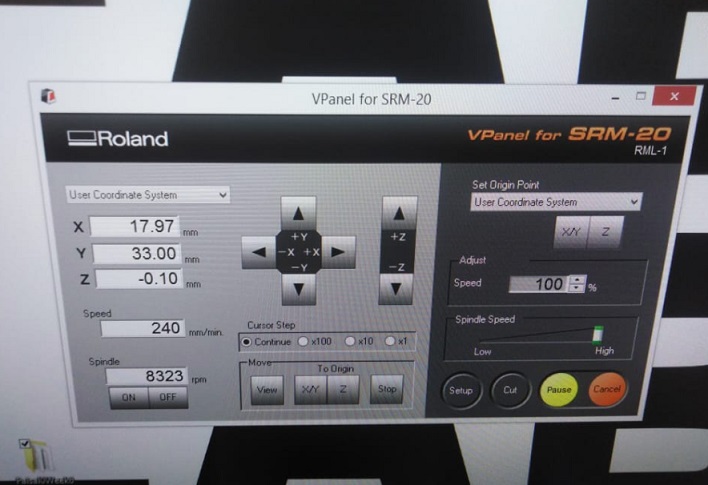 VPanel for SRM-20
Roland
VPanel for SRM-20
RML-1
User Coordinate System
X 17.97 mm
Y 33.00 mm
Z -0.10 mm
Speed
240 mm/min.
Spindle
8323 rpm
ON OFF
+Y
-X +X
-Y
+Z
-Z
Cursor Step
Continue x100 x10 x1
Move
To Origin
View X/Y Z Stop
Set Origin Point
User Coordinate System
X/Y Z
Adjust
Speed 100 %
Spindle Speed
Low High
Setup Cut Pause Cancel